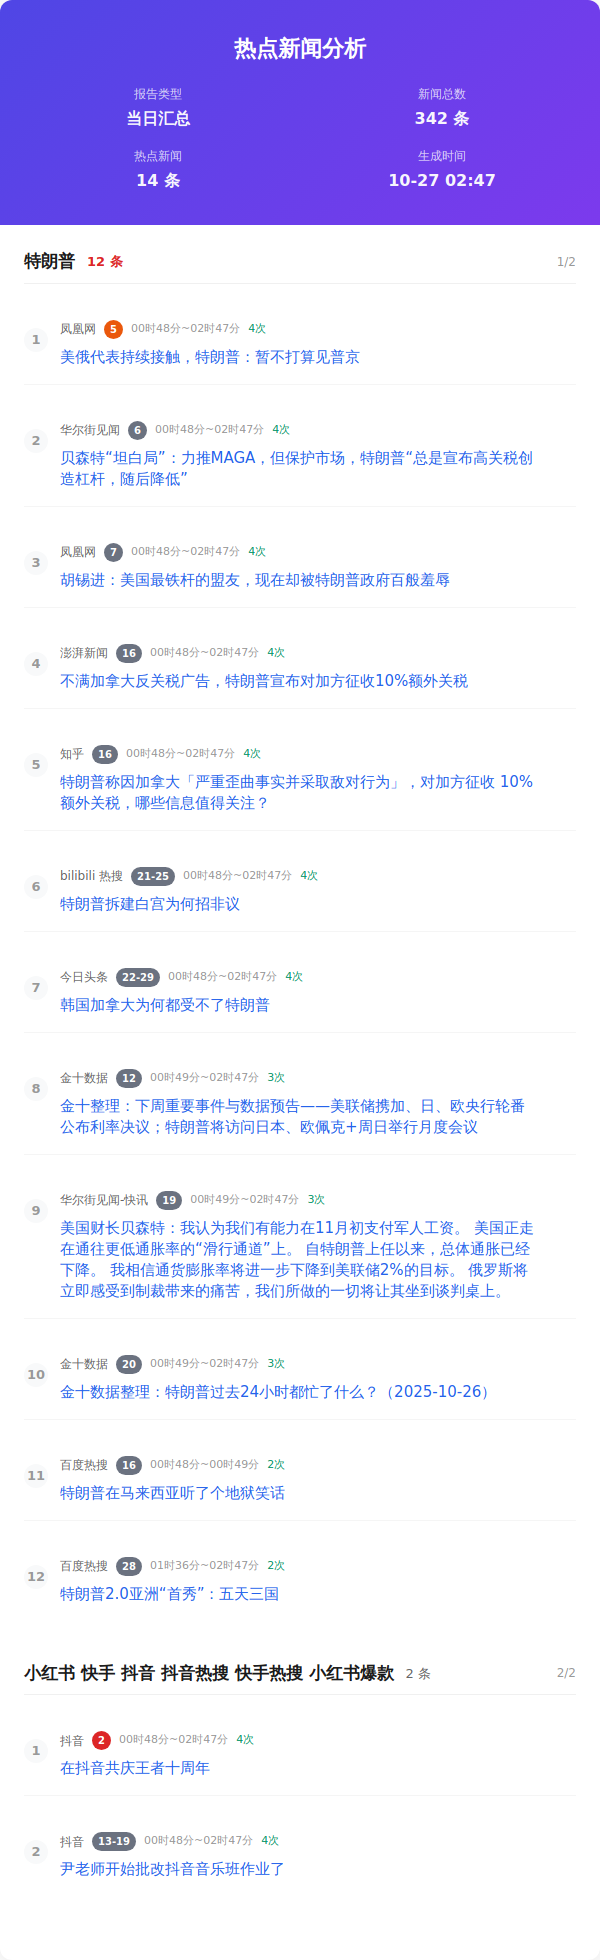 热点新闻分析
报告类型
当日汇总
新闻总数
342 条
热点新闻
14 条
生成时间
10-27 02:47
特朗普 12 条 1/2
1
凤凰网 5 00时48分~02时47分 4次
美俄代表持续接触，特朗普：暂不打算见普京
2
华尔街见闻 6 00时48分~02时47分 4次
贝森特“坦白局”：力推MAGA，但保护市场，特朗普“总是宣布高关税创
造杠杆，随后降低”
3
凤凰网 7 00时48分~02时47分 4次
胡锡进：美国最铁杆的盟友，现在却被特朗普政府百般羞辱
4
澎湃新闻 16 00时48分~02时47分 4次
不满加拿大反关税广告，特朗普宣布对加方征收10%额外关税
5
知乎 16 00时48分~02时47分 4次
特朗普称因加拿大「严重歪曲事实并采取敌对行为」，对加方征收 10%
额外关税，哪些信息值得关注？
6
bilibili 热搜 21-25 00时48分~02时47分 4次
特朗普拆建白宫为何招非议
7
今日头条 22-29 00时48分~02时47分 4次
韩国加拿大为何都受不了特朗普
8
金十数据 12 00时49分~02时47分 3次
金十整理：下周重要事件与数据预告——美联储携加、日、欧央行轮番
公布利率决议；特朗普将访问日本、欧佩克+周日举行月度会议
9
华尔街见闻-快讯 19 00时49分~02时47分 3次
美国财长贝森特：我认为我们有能力在11月初支付军人工资。 美国正走
在通往更低通胀率的“滑行通道”上。 自特朗普上任以来，总体通胀已经
下降。 我相信通货膨胀率将进一步下降到美联储2%的目标。 俄罗斯将
立即感受到制裁带来的痛苦，我们所做的一切将让其坐到谈判桌上。
10
金十数据 20 00时49分~02时47分 3次
金十数据整理：特朗普过去24小时都忙了什么？（2025-10-26）
11
百度热搜 16 00时48分~00时49分 2次
特朗普在马来西亚听了个地狱笑话
12
百度热搜 28 01时36分~02时47分 2次
特朗普2.0亚洲“首秀”：五天三国
小红书 快手 抖音 抖音热搜 快手热搜 小红书爆款 2 条 2/2
1
抖音 2 00时48分~02时47分 4次
在抖音共庆王者十周年
2
抖音 13-19 00时48分~02时47分 4次
尹老师开始批改抖音音乐班作业了